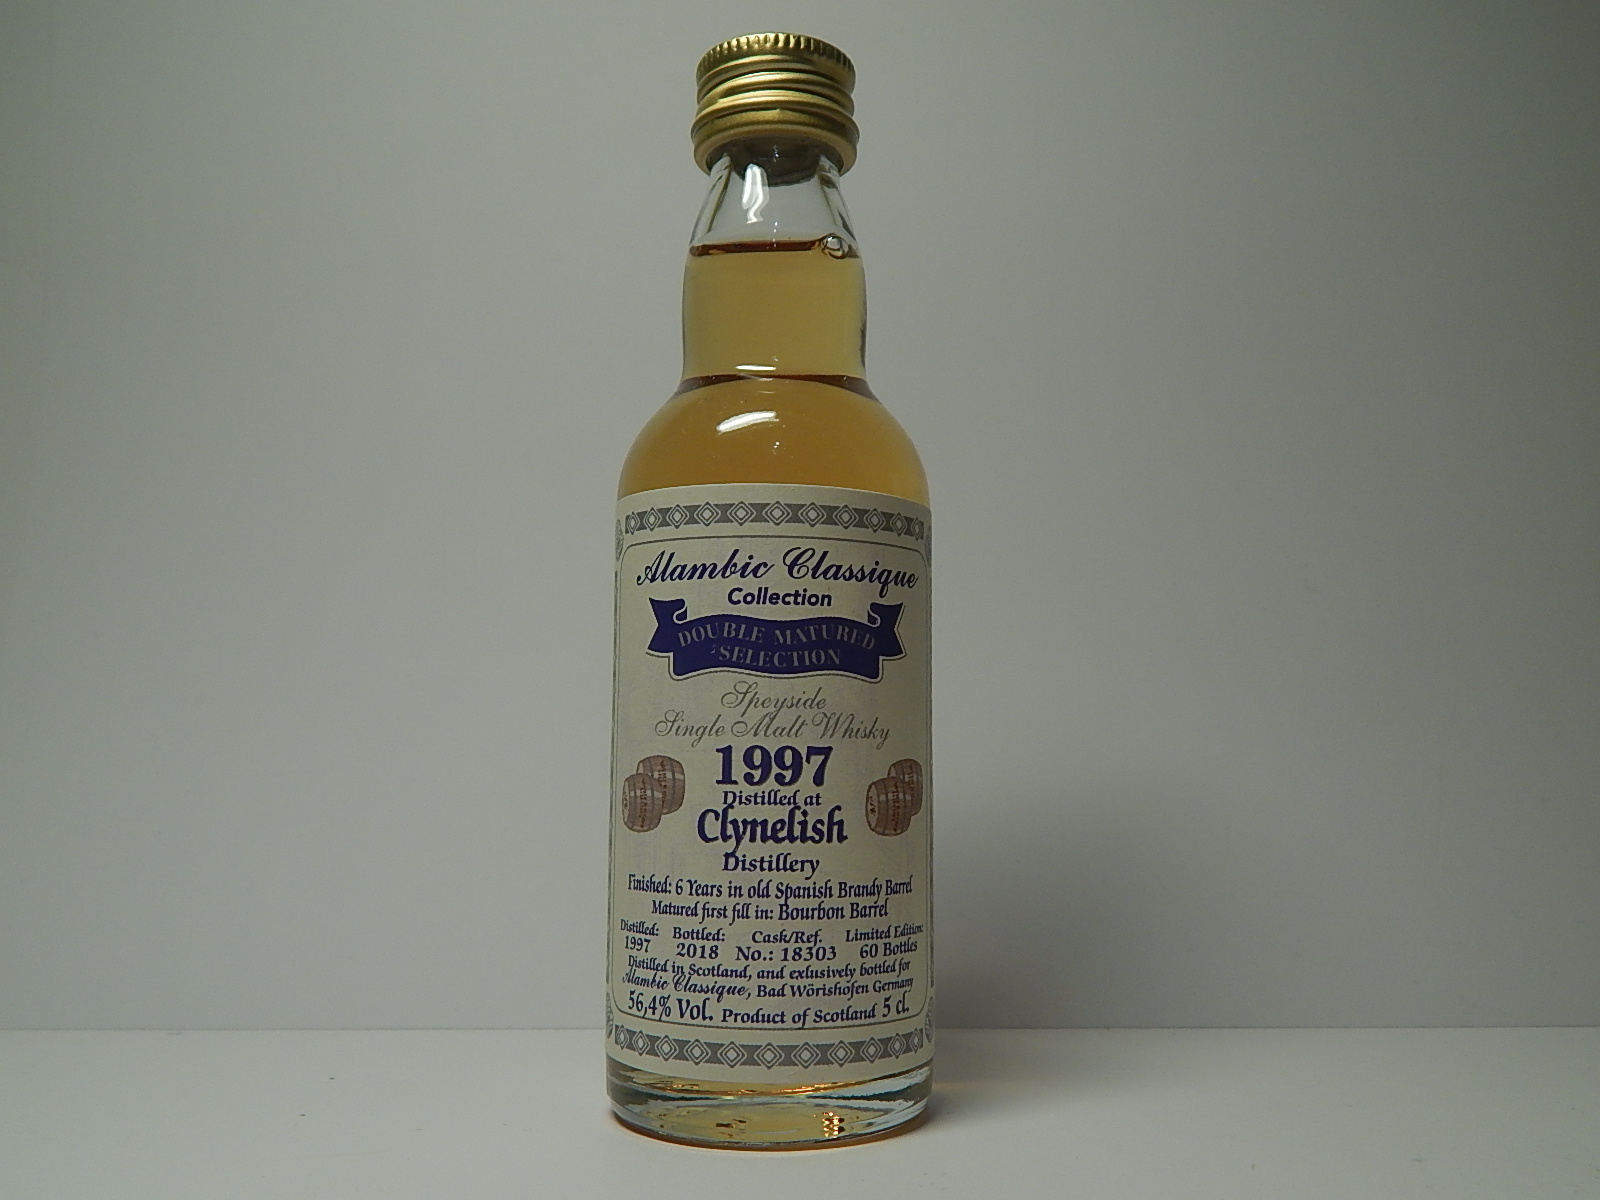 Alambic Classique
Collection
DOUBLE MATURED
SELECTION
Speyside
Single Malt Whisky
1997
Distilled at
Clynelish
Distillery
Finished: 6 Years in old Spanish Brandy Barrel
Matured first fill in: Bourbon Barrel
Distilled: Bottled: Cask/Ref. Limited Edition:
1997 2018 No.: 18303 60 Bottles
Distilled in Scotland, and exclusively bottled for
Alambic Classique, Bad Wörishofen Germany
56,4% Vol. Product of Scotland 5 cl.